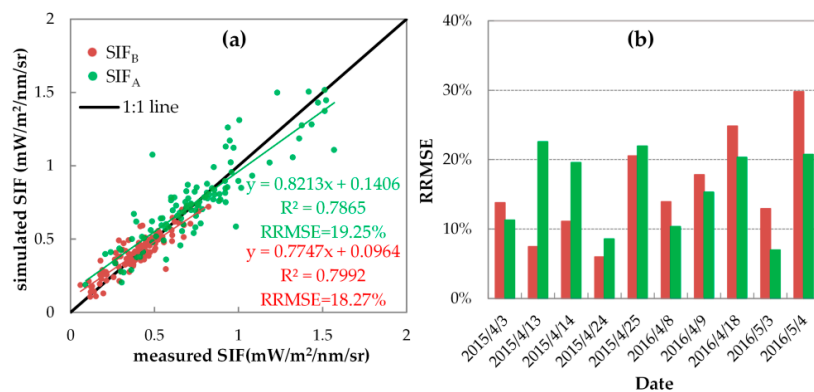 (a)
SIF_B
SIF_A
1:1 line
y = 0.8213x + 0.1406
R² = 0.7865
RRMSE=19.25%
y = 0.7747x + 0.0964
R² = 0.7992
RRMSE=18.27%
simulated SIF (mW/m²/nm/sr)
2
1.5
1
0.5
0
0 0.5 1 1.5 2
measured SIF(mW/m²/nm/sr)
(b)
RRMSE
40%
30%
20%
10%
0%
2015/4/3 2015/4/13 2015/4/14 2015/4/24 2015/4/25 2016/4/8 2016/4/9 2016/4/18 2016/5/3 2016/5/4
Date